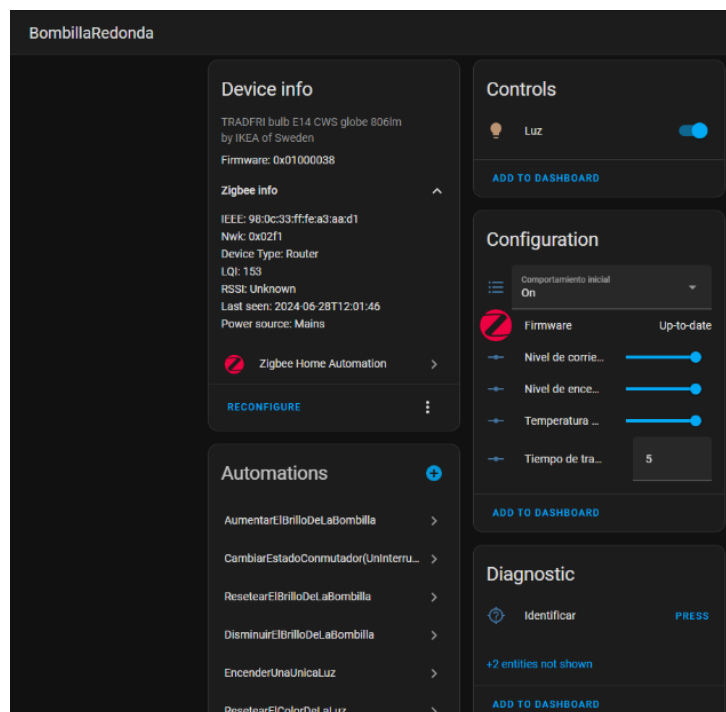 BombillaRedonda
Device info
TRADFRI bulb E14 CWS globe 806lm
by IKEA of Sweden
Firmware: 0x01000038
Zigbee info
IEEE: 98:0c:33:ff:fe:a3:aa:d1
Nwk: 0x02f1
Device Type: Router
LQI: 153
RSSI: Unknown
Last seen: 2024-06-28T12:01:46
Power source: Mains
Zigbee Home Automation
RECONFIGURE
Automations
AumentarElBrilloDeLaBombilla
CambiarEstadoConmutador(UnInterru...
ResetearElBrilloDeLaBombilla
DisminuirElBrilloDeLaBombilla
EncenderUnaUnicaLuz
ResetearElColorDeLaLuz
Controls
Luz
ADD TO DASHBOARD
Configuration
Comportamiento inicial
On
Firmware Up-to-date
Nivel de corrie...
Nivel de ence...
Temperatura ...
Tiempo de tra... 5
ADD TO DASHBOARD
Diagnostic
Identificar PRESS
+2 entities not shown
ADD TO DASHBOARD